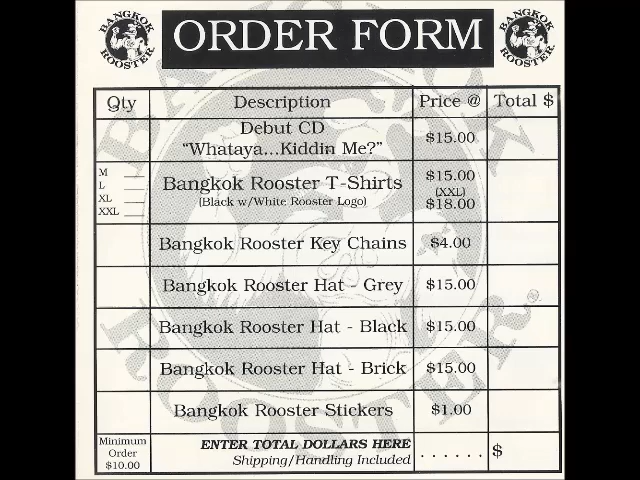 BANGKOK
ROOSTER
ORDER FORM
BANGKOK
ROOSTER
Qty Description Price @ Total $
Debut CD
"Whataya...Kiddin Me?"
$15.00
M
L
XL
XXL
Bangkok Rooster T-Shirts
(Black w/White Rooster Logo)
$15.00
(XXL)
$18.00
Bangkok Rooster Key Chains $4.00
Bangkok Rooster Hat - Grey $15.00
Bangkok Rooster Hat - Black $15.00
Bangkok Rooster Hat - Brick $15.00
Bangkok Rooster Stickers $1.00
Minimum
Order
$10.00
ENTER TOTAL DOLLARS HERE
Shipping/Handling Included
. . . . . . $
BANGKOK
ROOSTER ®